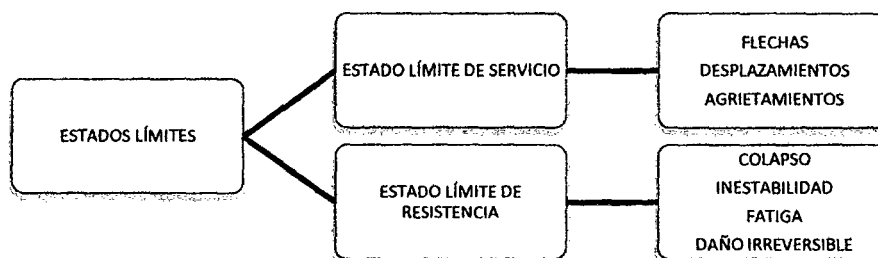 ESTADOS LÍMITES
ESTADO LÍMITE DE SERVICIO
FLECHAS
DESPLAZAMIENTOS
AGRIETAMIENTOS
ESTADO LÍMITE DE
RESISTENCIA
COLAPSO
INESTABILIDAD
FATIGA
DAÑO IRREVERSIBLE